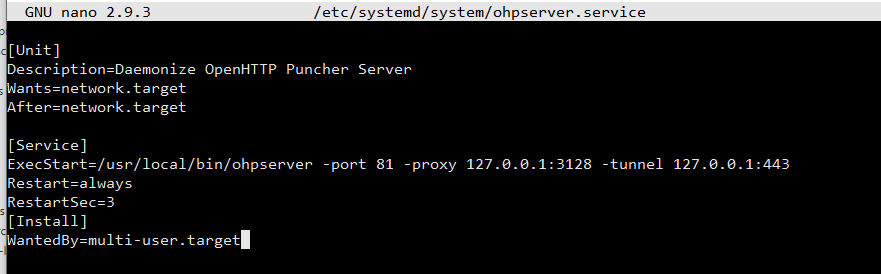 GNU nano 2.9.3 /etc/systemd/system/ohpserver.service
[Unit]
Description=Daemonize OpenHTTP Puncher Server
Wants=network.target
After=network.target
[Service]
ExecStart=/usr/local/bin/ohpserver -port 81 -proxy 127.0.0.1:3128 -tunnel 127.0.0.1:443
Restart=always
RestartSec=3
[Install]
WantedBy=multi-user.target